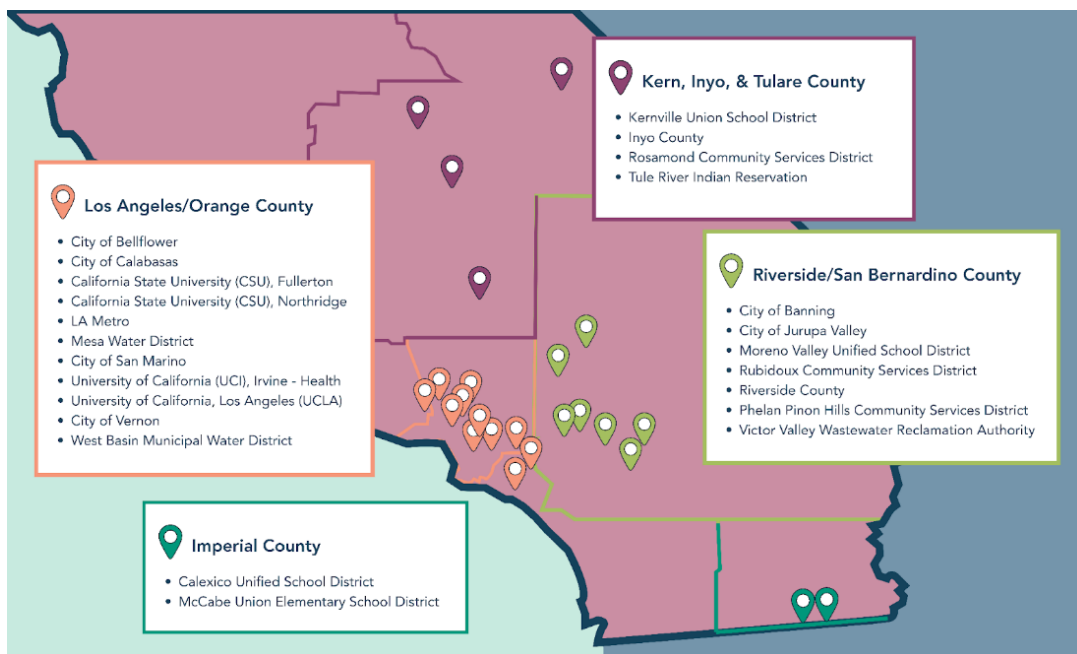 Kern, Inyo, & Tulare County
Kernville Union School District
Inyo County
Rosamond Community Services District
Tule River Indian Reservation
Los Angeles/Orange County
City of Bellflower
City of Calabasas
California State University (CSU), Fullerton
California State University (CSU), Northridge
LA Metro
Mesa Water District
City of San Marino
University of California (UCI), Irvine - Health
University of California, Los Angeles (UCLA)
City of Vernon
West Basin Municipal Water District
Riverside/San Bernardino County
City of Banning
City of Jurupa Valley
Moreno Valley Unified School District
Rubidoux Community Services District
Riverside County
Phelan Pinon Hills Community Services District
Victor Valley Wastewater Reclamation Authority
Imperial County
Calexico Unified School District
McCabe Union Elementary School District